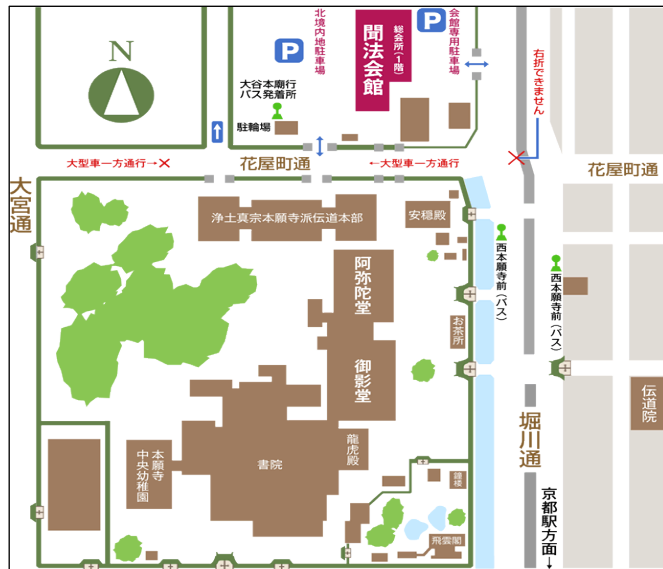 N
P
北境内地駐車場
総会所(1階)
聞法会館
P
会館専用駐車場
大谷本廟行
バス発着所
駐輪場
右折できません
大型車一方通行→×
花屋町通
←大型車一方通行
花屋町通
大宮通
浄土真宗本願寺派伝道本部
安穏殿
西本願寺前(バス)
西本願寺前(バス)
阿弥陀堂
お茶所
御影堂
伝道院
堀川通
龍虎殿
書院
本願寺
中央幼稚園
鐘楼
飛雲閣
京都駅方面→